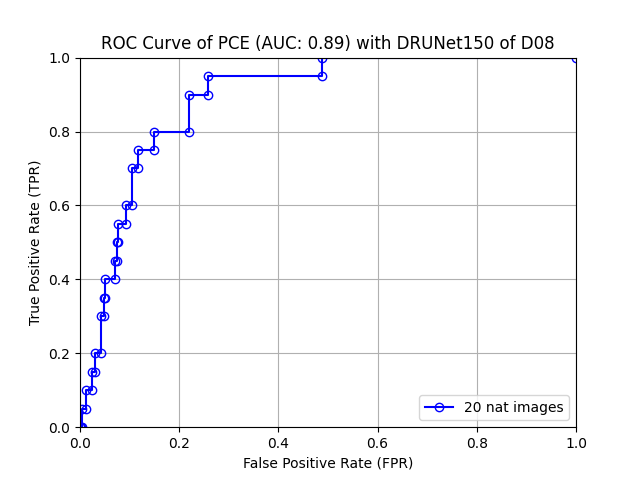 ROC Curve of PCE (AUC: 0.89) with DRUNet150 of D08
True Positive Rate (TPR)
1.0
0.8
0.6
0.4
0.2
0.0
20 nat images
0.0 0.2 0.4 0.6 0.8 1.0
False Positive Rate (FPR)